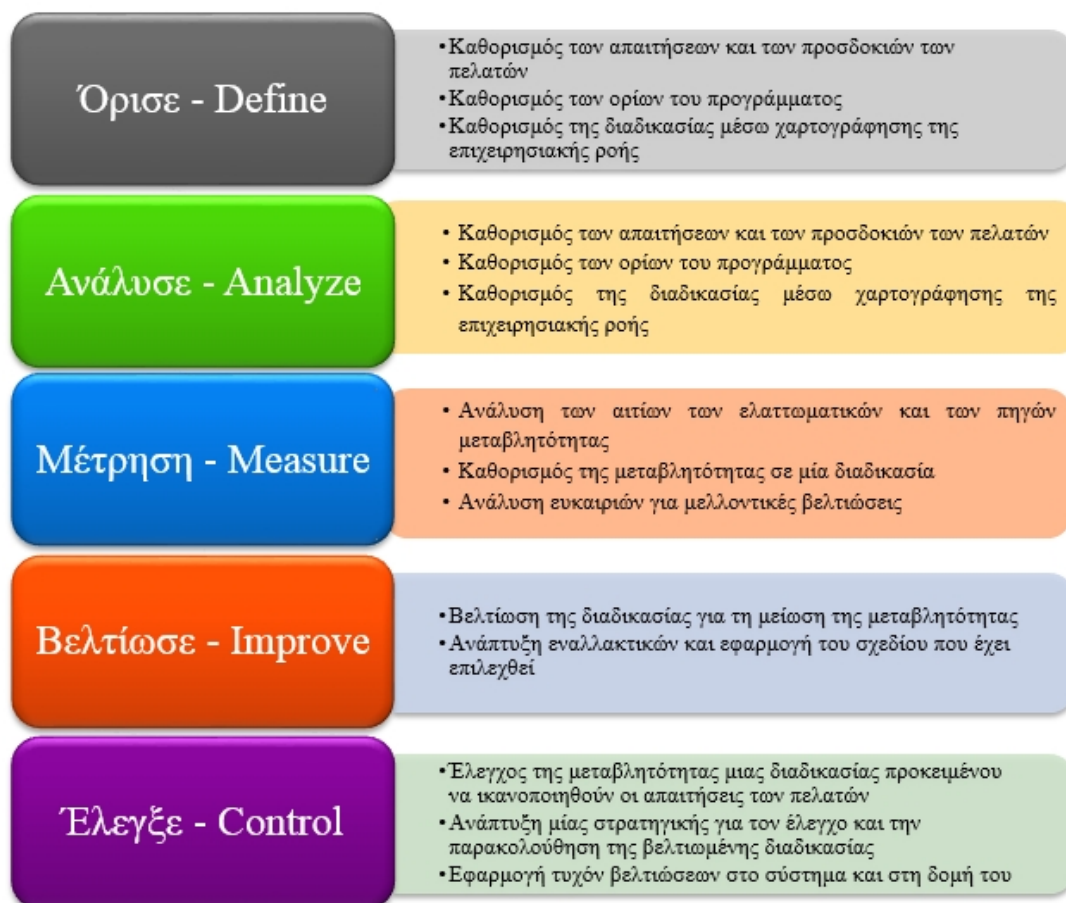 Όρισε - Define
•Καθορισμός των απαιτήσεων και των προσδοκιών των
πελατών
•Καθορισμός των ορίων του προγράμματος
•Καθορισμός της διαδικασίας μέσω χαρτογράφησης της
επιχειρησιακής ροής
Ανάλυσε - Analyze
• Καθορισμός των απαιτήσεων και των προσδοκιών των πελατών
• Καθορισμός των ορίων του προγράμματος
• Καθορισμός της διαδικασίας μέσω χαρτογράφησης της
επιχειρησιακής ροής
Μέτρηση - Measure
• Ανάλυση των αιτίων των ελαττωματικών και των πηγών
μεταβλητότητας
• Καθορισμός της μεταβλητότητας σε μία διαδικασία
• Ανάλυση ευκαιριών για μελλοντικές βελτιώσεις
Βελτίωσε - Improve
•Βελτίωση της διαδικασίας για τη μείωση της μεταβλητότητας
•Ανάπτυξη εναλλακτικών και εφαρμογή του σχεδίου που έχει
επιλεχθεί
Έλεγξε - Control
•Έλεγχος της μεταβλητότητας μιας διαδικασίας προκειμένου
να ικανοποιηθούν οι απαιτήσεις των πελατών
•Ανάπτυξη μίας στρατηγικής για τον έλεγχο και την
παρακολούθηση της βελτιωμένης διαδικασίας
•Εφαρμογή τυχόν βελτιώσεων στο σύστημα και στη δομή του